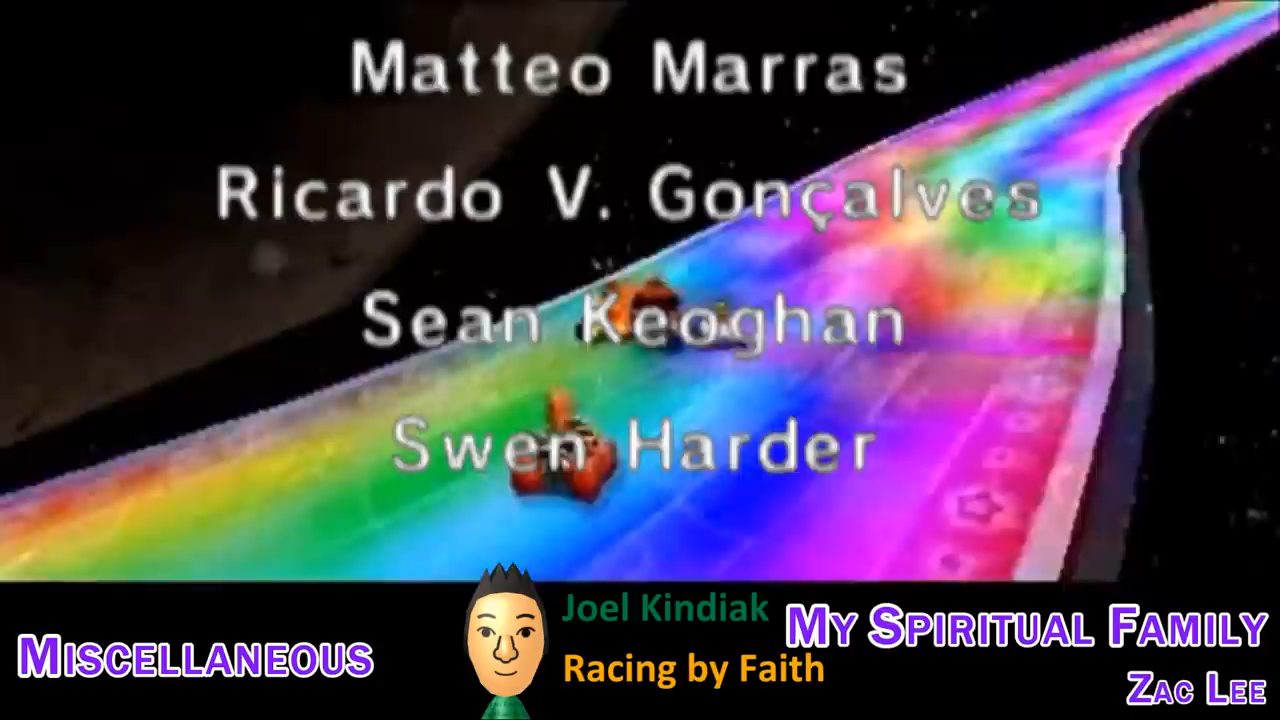 Matteo Marras
Ricardo V. Gonçalves
Sean Keoghan
Swen Harder
Miscellaneous
Joel Kindiak
Racing by Faith
My Spiritual Family
Zac Lee